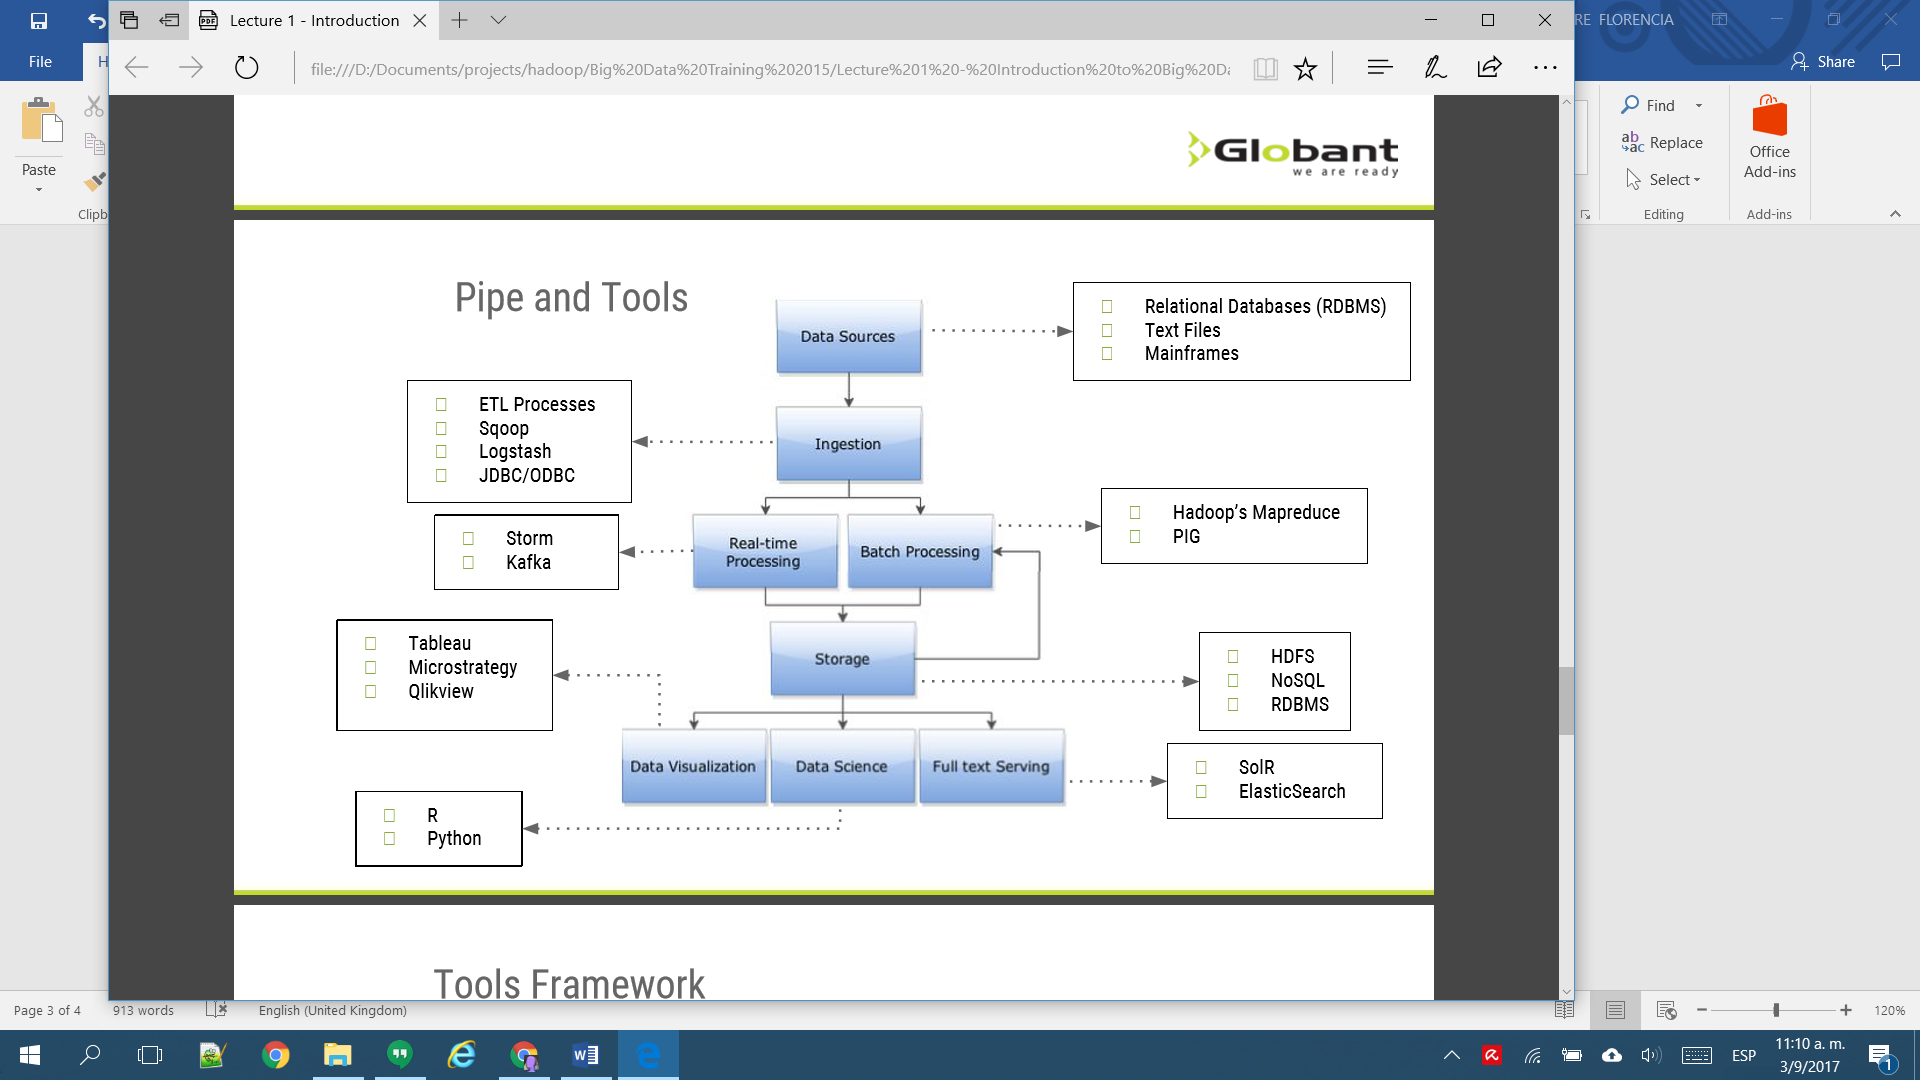 Lecture 1 - Introduction
RE FLORENCIA
File
H
Share
file:///D:/Documents/projects/hadoop/Big%20Data%20Training%202015/Lecture%201%20-%20Introduction%20to%20Big%20Da
Paste
Clipb
Find
Replace
Select
Editing
Office
Add-ins
Add-ins
Globant
we are ready
Pipe and Tools
Data Sources
Relational Databases (RDBMS)
Text Files
Mainframes
ETL Processes
Sqoop
Logstash
JDBC/ODBC
Ingestion
Storm
Kafka
Real-time
Processing
Batch Processing
Hadoop's Mapreduce
PIG
Tableau
Microstrategy
Qlikview
Storage
HDFS
NoSQL
RDBMS
Data Visualization
Data Science
Full text Serving
SolR
ElasticSearch
R
Python
Tools Framework
Page 3 of 4
913 words
English (United Kingdom)
120%
ESP
11:10 a. m.
3/9/2017
1